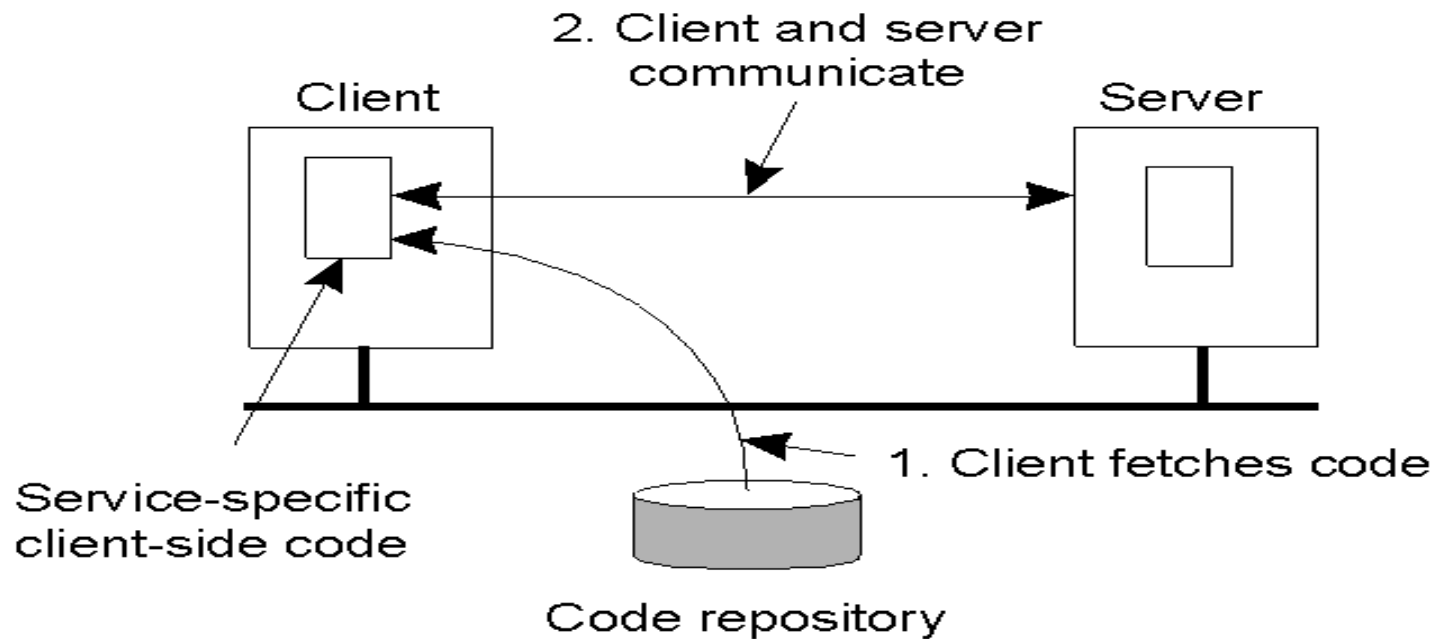 2. Client and server
communicate
Client
Server
1. Client fetches code
Service-specific
client-side code
Code repository